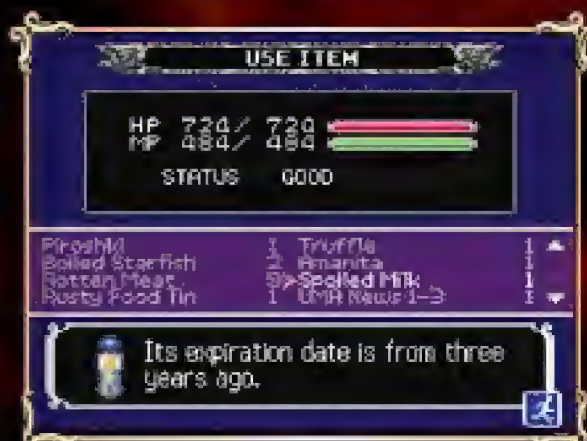 USE ITEM
HP 724/ 724
MP 484/ 484
STATUS GOOD
Piroshki 1 Truffle 1
Boiled Starfish 2 Amanita 1
Rotten Meat 9 Spoiled Milk 1
Rusty Food Tin 1 UMA News 1-3 1
Its expiration date is from three
years ago.